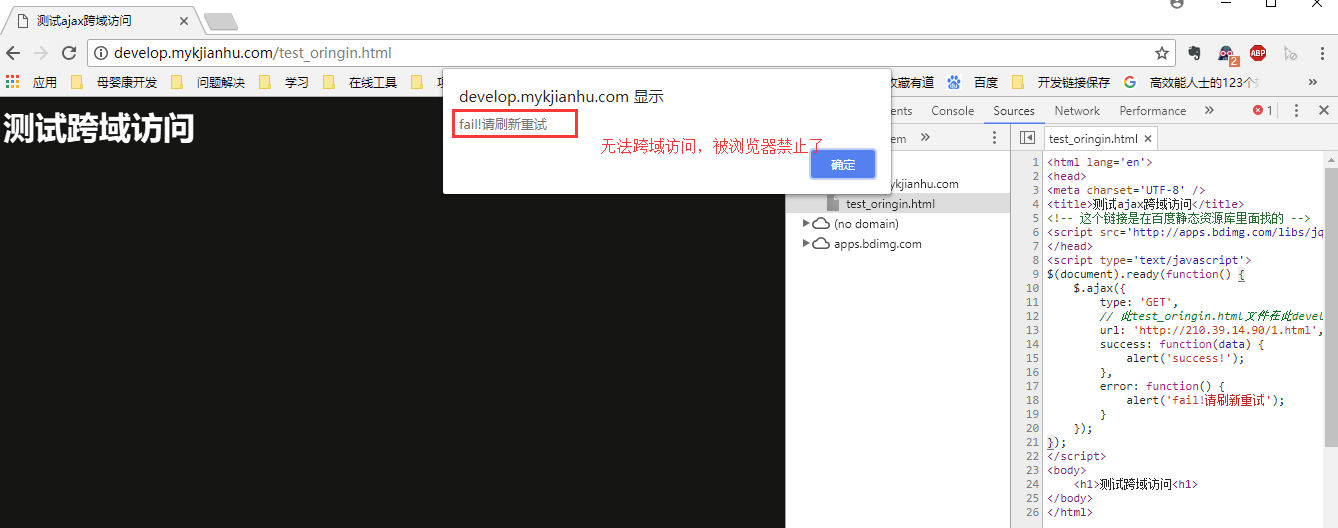 测试ajax跨域访问
develop.mykjianhu.com/test_oringin.html
2
ABP
应用 母婴康开发 问题解决 学习 在线工具
收藏有道 百度 开发链接保存 高效能人士的123个
»
develop.mykjianhu.com 显示
fail!请刷新重试
无法跨域访问，被浏览器禁止了
确定
测试跨域访问
ents Console Sources Network Performance » 1
em »
test_oringin.html
kjianhu.com
test_oringin.html
(no domain)
apps.bdimg.com
1 <html lang='en'>
2 <head>
3 <meta charset='UTF-8' />
4 <title>测试ajax跨域访问</title>
5 <!-- 这个链接是在百度静态资源库里面找的 -->
6 <script src='http://apps.bdimg.com/libs/jq
7 </head>
8 <script type='text/javascript'>
9 $(document).ready(function() {
10 $.ajax({
11 type: 'GET',
12 // 此test_oringin.html文件在此devel
13 url: 'http://210.39.14.90/1.html',
14 success: function(data) {
15 alert('success!');
16 },
17 error: function() {
18 alert('fail!请刷新重试');
19 }
20 });
21 });
22 </script>
23 <body>
24 <h1>测试跨域访问<h1>
25 </body>
26 </html>